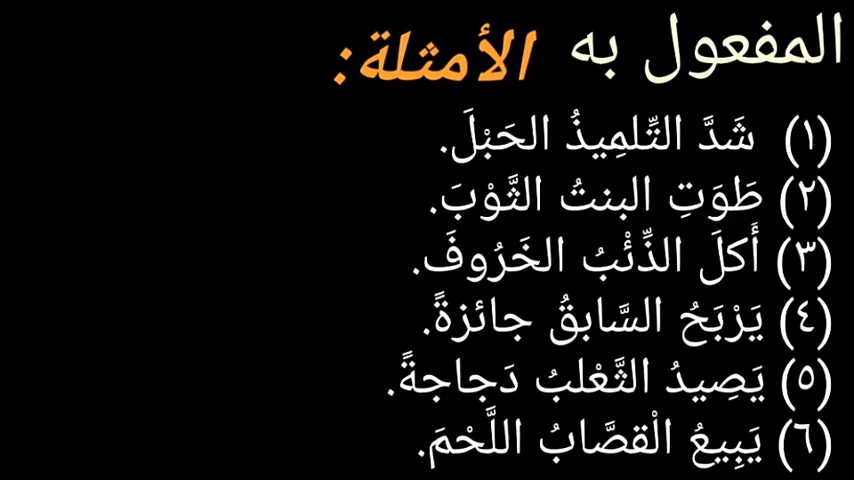 المفعول به الأمثلة:
(١) شَدَّ التِّلمِيذُ الحَبْلَ.
(٢) طَوَتِ البنتُ الثَّوْبَ.
(٣) أَكلَ الذِّئْبُ الخَرُوفَ.
(٤) يَرْبَحُ السَّابقُ جائزةً.
(٥) يَصِيدُ الثَّعْلبُ دَجاجةً.
(٦) يَبِيعُ الْقصَّابُ اللَّحْمَ.